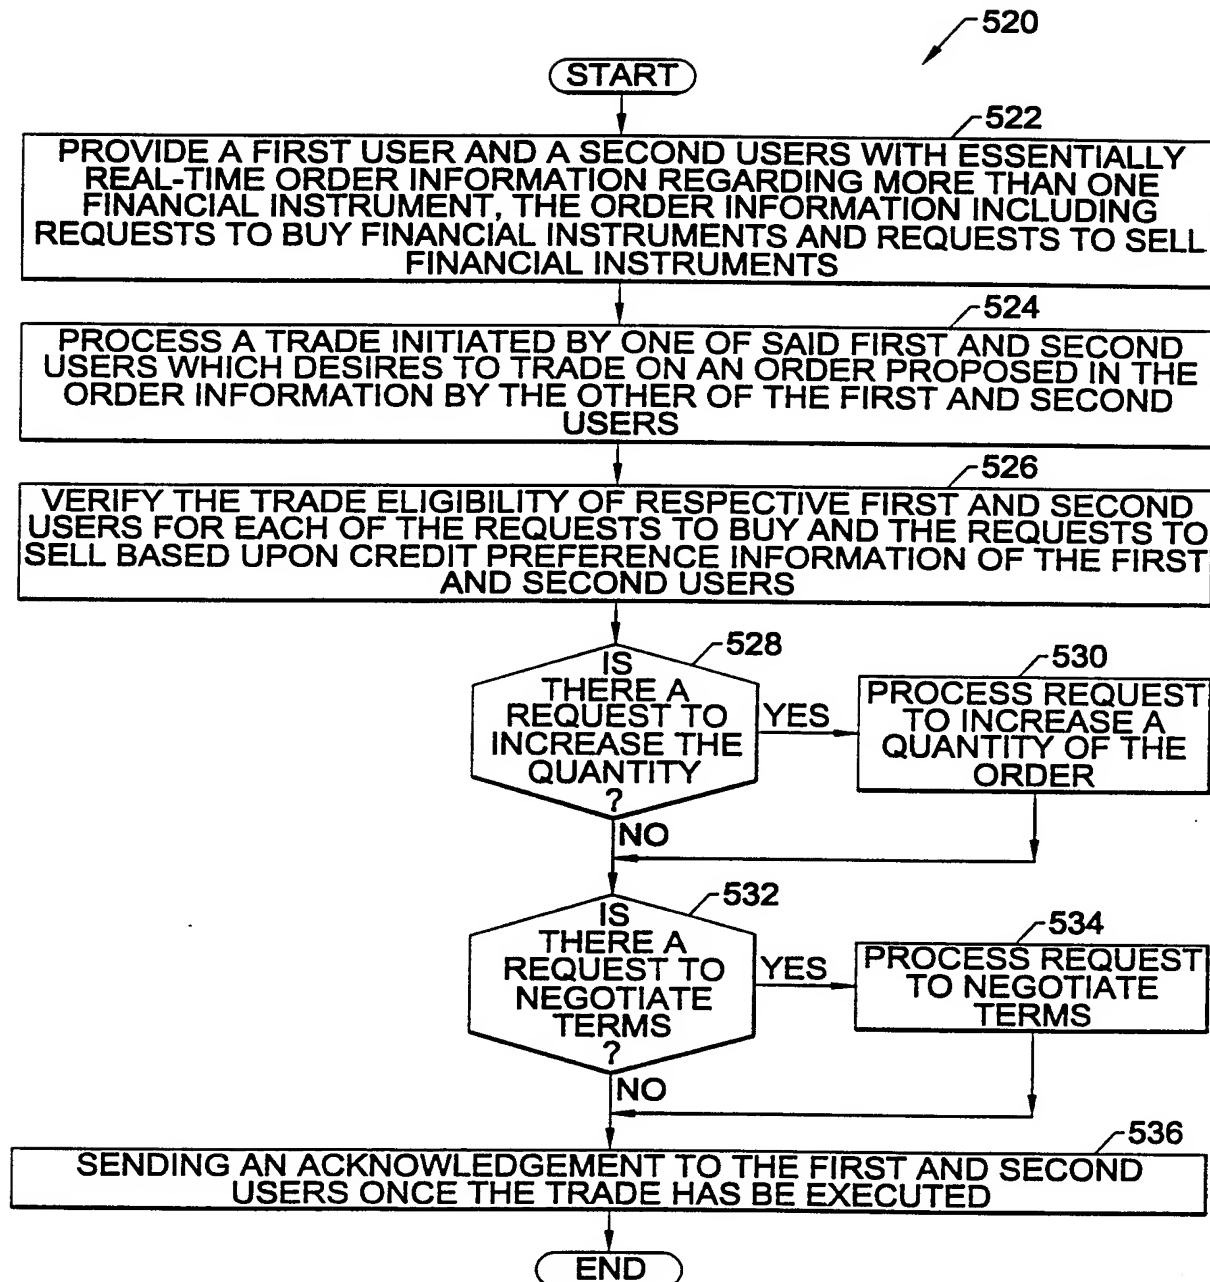 520
START
522
PROVIDE A FIRST USER AND A SECOND USERS WITH ESSENTIALLY
REAL-TIME ORDER INFORMATION REGARDING MORE THAN ONE
FINANCIAL INSTRUMENT, THE ORDER INFORMATION INCLUDING
REQUESTS TO BUY FINANCIAL INSTRUMENTS AND REQUESTS TO SELL
FINANCIAL INSTRUMENTS
524
PROCESS A TRADE INITIATED BY ONE OF SAID FIRST AND SECOND
USERS WHICH DESIRES TO TRADE ON AN ORDER PROPOSED IN THE
ORDER INFORMATION BY THE OTHER OF THE FIRST AND SECOND
USERS
526
VERIFY THE TRADE ELIGIBILITY OF RESPECTIVE FIRST AND SECOND
USERS FOR EACH OF THE REQUESTS TO BUY AND THE REQUESTS TO
SELL BASED UPON CREDIT PREFERENCE INFORMATION OF THE FIRST
AND SECOND USERS
528
IS
THERE A
REQUEST TO
INCREASE THE
QUANTITY
?
YES
530
PROCESS REQUEST
TO INCREASE A
QUANTITY OF THE
ORDER
NO
532
IS
THERE A
REQUEST TO
NEGOTIATE
TERMS
?
YES
534
PROCESS REQUEST
TO NEGOTIATE
TERMS
NO
536
SENDING AN ACKNOWLEDGEMENT TO THE FIRST AND SECOND
USERS ONCE THE TRADE HAS BE EXECUTED
END